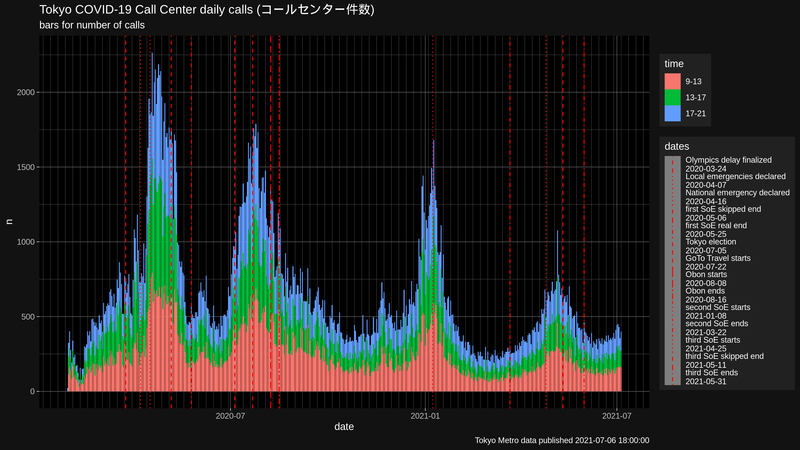 Tokyo COVID-19 Call Center daily calls (コールセンター件数)
bars for number of calls
n
2000
1500
1000
500
0
2020-07
2021-01
2021-07
date
time
9-13
13-17
17-21
dates
Olympics delay finalized
2020-03-24
Local emergencies declared
2020-04-07
National emergency declared
2020-04-16
first SoE skipped end
2020-05-06
first SoE real end
2020-05-25
Tokyo election
2020-07-05
GoTo Travel starts
2020-07-22
Obon starts
2020-08-08
Obon ends
2020-08-16
second SoE starts
2021-01-08
second SoE ends
2021-03-22
third SoE starts
2021-04-25
third SoE skipped end
2021-05-11
third SoE ends
2021-05-31
Tokyo Metro data published 2021-07-06 18:00:00